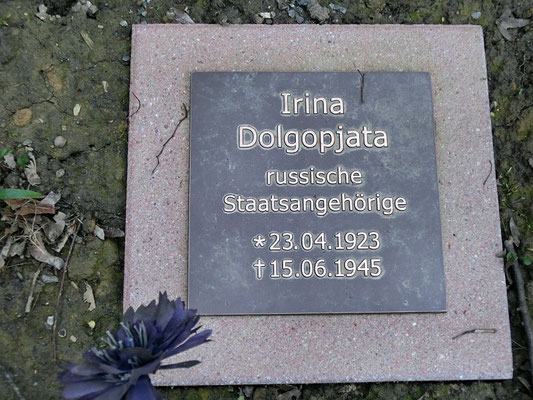 Irina
Dolgopjata
russische
Staatsangehörige
* 23.04.1923
† 15.06.1945